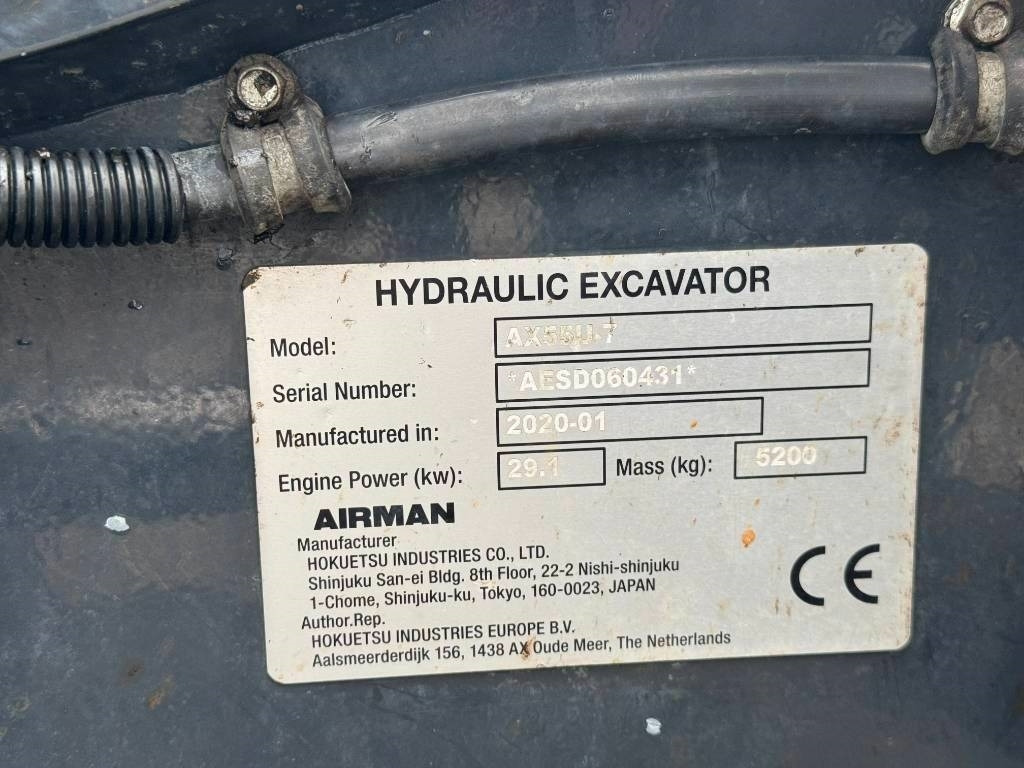 HYDRAULIC EXCAVATOR
Model: AX55U-7
Serial Number: *AESD060431*
Manufactured in: 2020-01
Engine Power (kw): 29.1 Mass (kg): 5200
AIRMAN
Manufacturer
HOKUETSU INDUSTRIES CO., LTD.
Shinjuku San-ei Bldg. 8th Floor, 22-2 Nishi-shinjuku
1-Chome, Shinjuku-ku, Tokyo, 160-0023, JAPAN
Author.Rep.
HOKUETSU INDUSTRIES EUROPE B.V.
Aalsmeerderdijk 156, 1438 AX Oude Meer, The Netherlands
CE